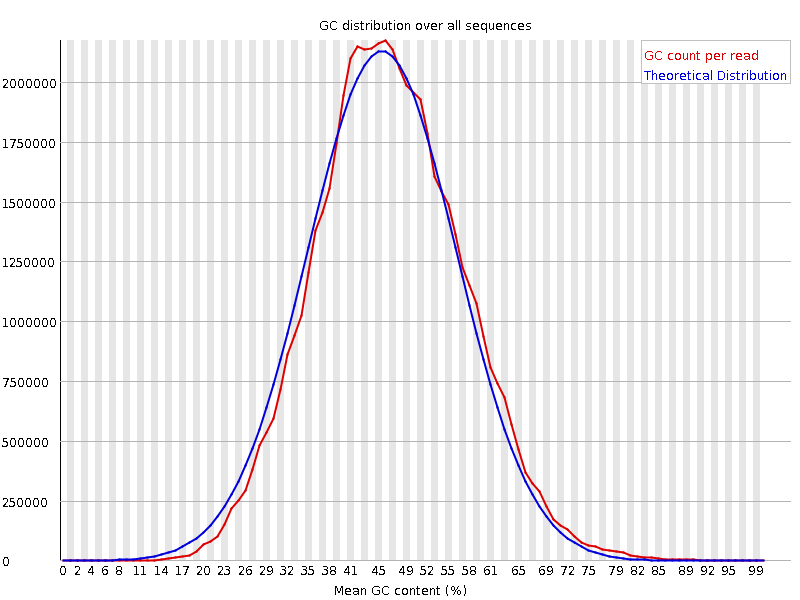 GC distribution over all sequences
GC count per read
Theoretical Distribution
2000000
1750000
1500000
1250000
1000000
750000
500000
250000
0
0 2 4 6 8 11 14 17 20 23 26 29 32 35 38 41 45 49 52 55 58 61 65 69 72 75 79 82 85 89 92 95 99
Mean GC content (%)